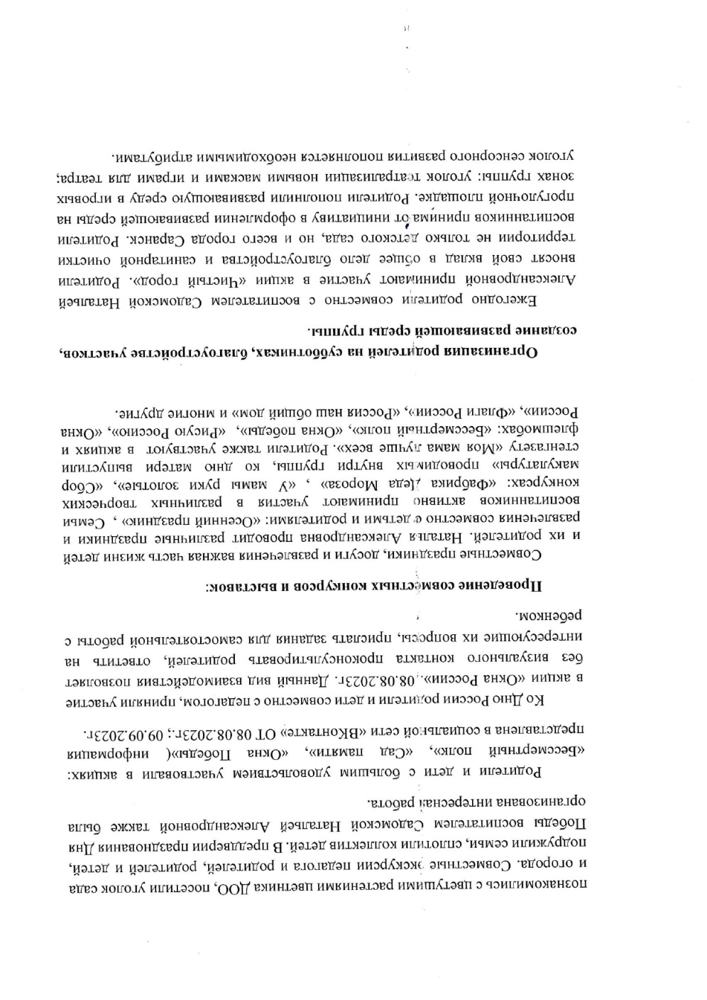 познакомились с цветущими растениями цветника ДОО, посетили уголок сада
и огорода. Совместные экскурсии педагога и родителей, родителей и детей,
подружили семьи, сплотили коллектив детей. В преддверии празднования Дня
Победы воспитателем Садомской Натальей Александровной также была
организована интересная работа.
Родители и дети с большим удовольствием участвовали в акциях:
«Бессмертный полк», «Сад памяти», «Окна Победы»( информация
представлена в социальной сети «ВКонтакте» ОТ 08.08.2023г.; 09.09.2023г.
Ко Дню России родители и дети совместно с педагогом, приняли участие
в акции «Окна России». 08.08.2023г. Данный вид взаимодействия позволяет
без визуального контакта проконсультировать родителей, ответить на
интересующие их вопросы, прислать задания для самостоятельной работы с
ребенком.
Проведение совместных конкурсов и выставок:
Совместные праздники, досуги и развлечения важная часть жизни детей
и их родителей. Наталья Александровна проводит различные праздники и
развлечения совместно с детьми и родителями: «Осенний праздник» , Семьи
воспитанников активно принимают участия в различных творческих
конкурсах: «Фабрика Деда Мороза» , «У мамы руки золотые», «Сбор
макулатуры» проводимых внутри группы, ко дню матери выпустили
стенгазету «Моя мама лучше всех». Родители также участвуют в акциях и
флешмобах: «Бессмертный полк», «Окна победы», «Рисую Россию», «Окна
России», «Флаги России», «Россия наш общий дом» и многие другие.
Организация родителей на субботниках, благоустройстве участков,
создание развивающей среды группы.
Ежегодно родители совместно с воспитателем Садомской Натальей
Александровной принимают участие в акции «Чистый город». Родители
вносят свой вклад в общее дело благоустройства и санитарной очистки
территории не только детского сада, но и всего города Саранск. Родители
воспитанников принима от инициативу в оформлении развивающей среды на
прогулочной площадке. Родители пополнили развивающую среду в игровых
зонах группы: уголок театрализации новыми масками и играми для театра;
уголок сенсорного развития пополняется необходимыми атрибутами.